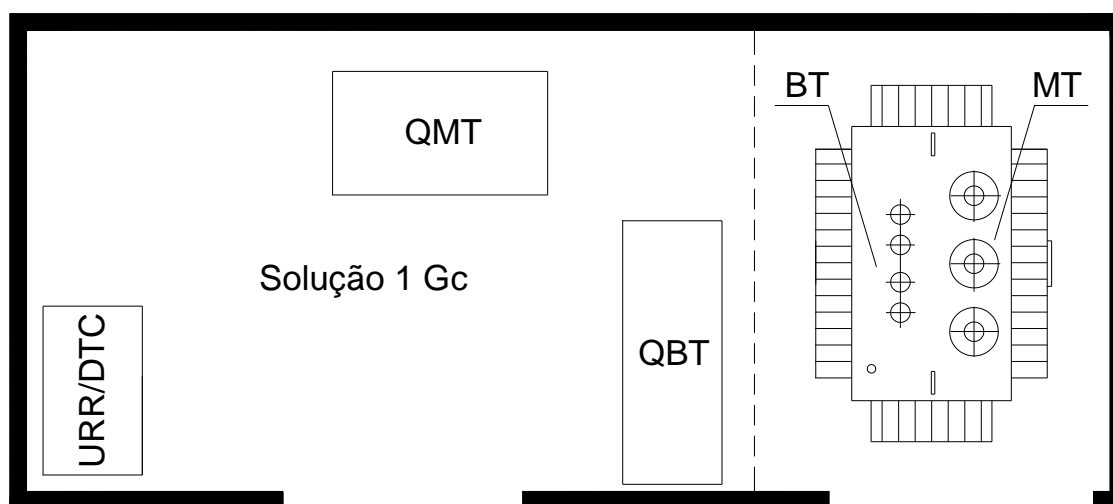 BT
MT
QMT
Solução 1 Gc
URR/DTC
QBT